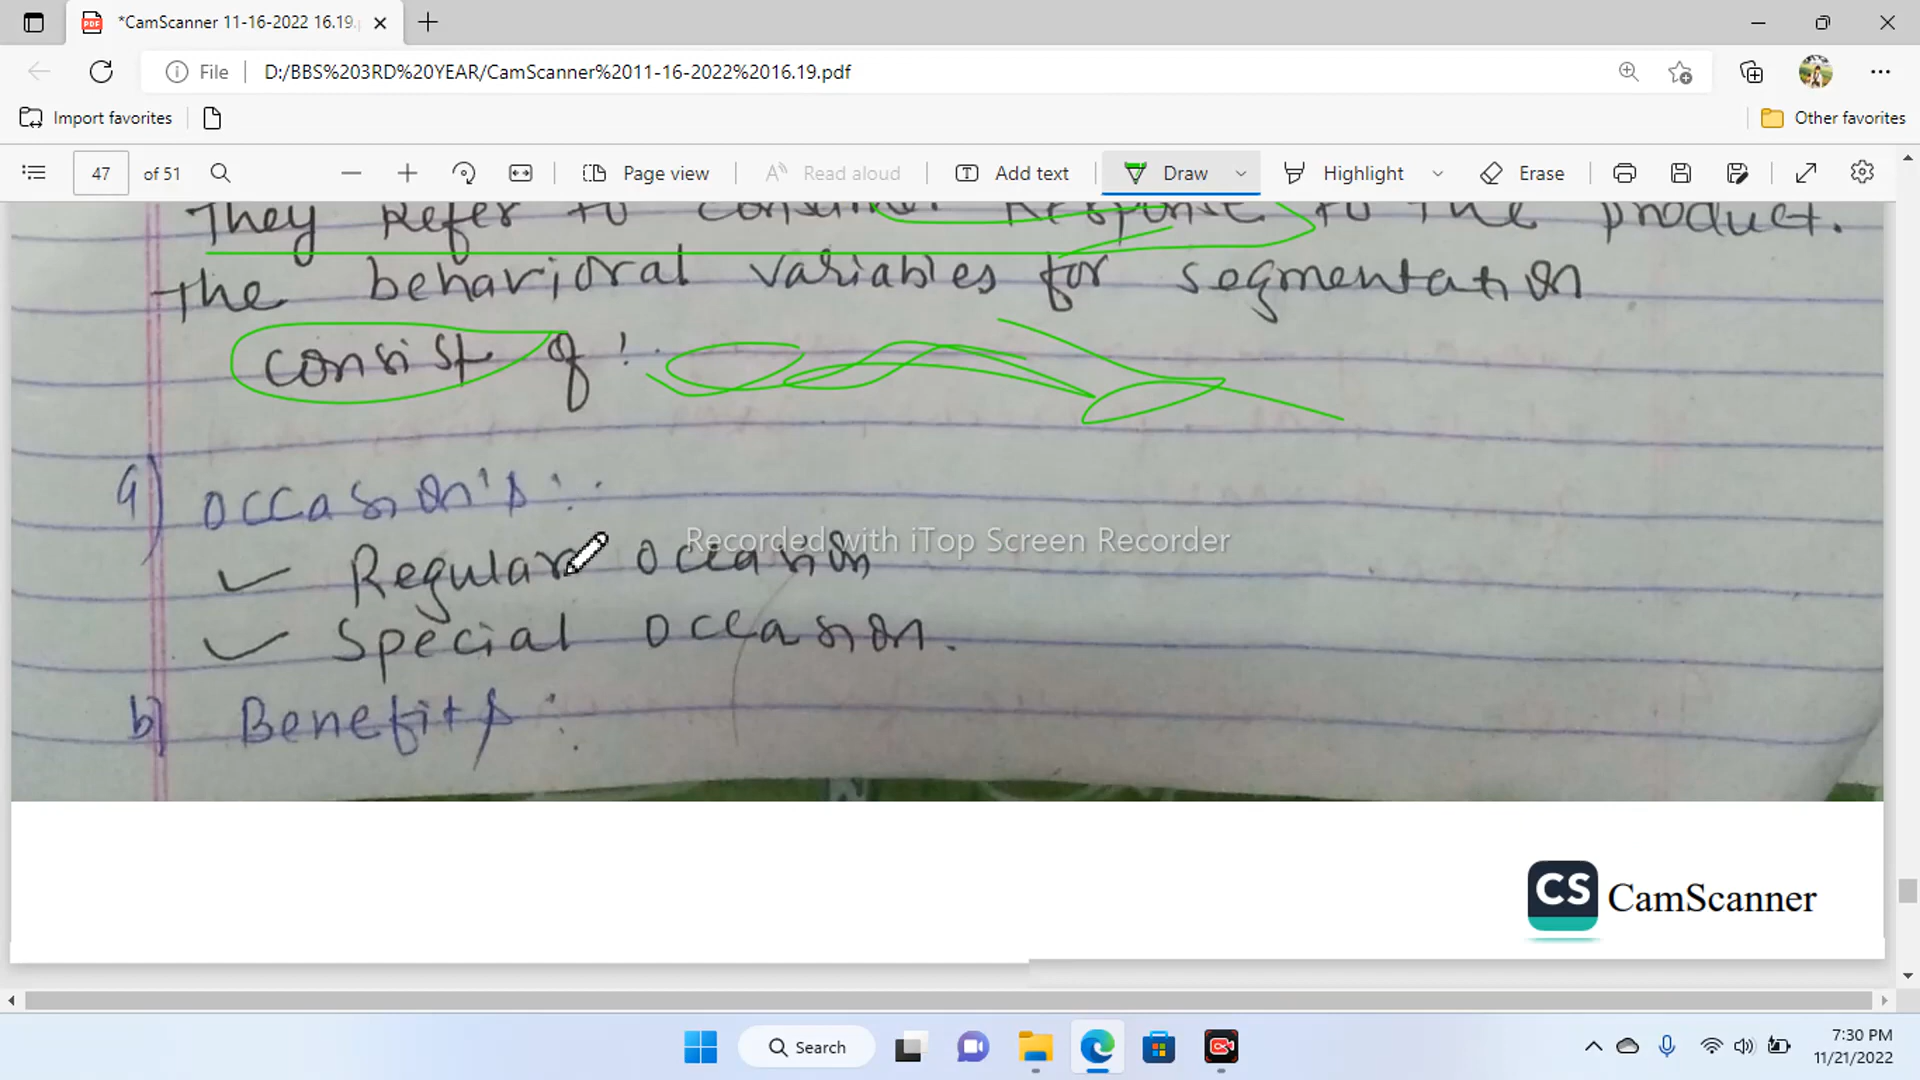 *CamScanner 11-16-2022 16.19.
File D:/BBS%203RD%20YEAR/CamScanner%2011-16-2022%2016.19.pdf
Import favorites
Other favorites
47 of 51 Page view Read aloud Add text Draw Highlight Erase
They Refer to consumer Response to the product.
The behavioral variables for segmentation
consist of :
a) Occasion's :
Recorded with iTop Screen Recorder
Regular occasion
Special occasion.
b) Benefits :
CS CamScanner
Search
7:30 PM
11/21/2022